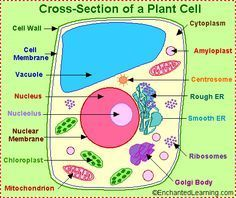 Cross-Section of a Plant Cell
Cell Wall
Cytoplasm
Cell
Membrane
Amyloplast
Vacuole
Centrosome
Nucleus
Rough ER
Nucleolus
Smooth ER
Nuclear
Membrane
Ribosomes
Chloroplast
Golgi Body
Mitochondrion
©EnchantedLearning.com